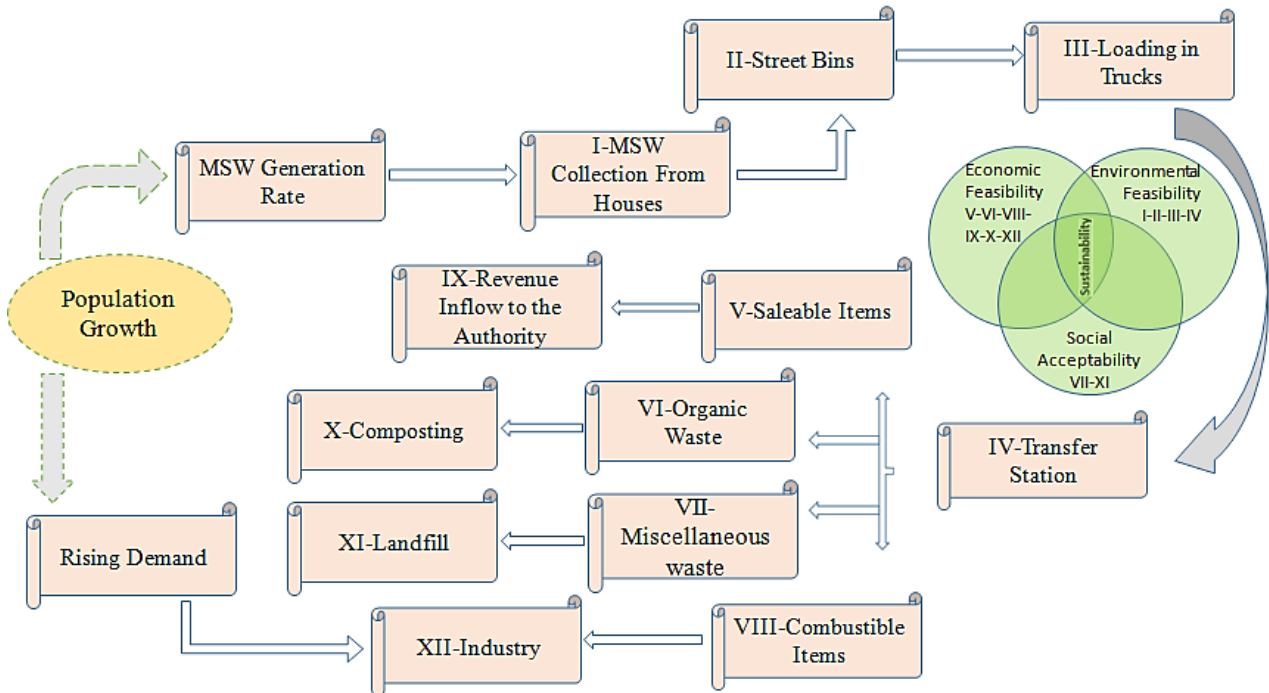 II-Street Bins
III-Loading in
Trucks
MSW Generation
Rate
I-MSW
Collection From
Houses
Economic
Feasibility
V-VI-VIII-
IX-X-XII
Environmental
Feasibility
I-II-III-IV
Sustainability
Social
Acceptability
VII-XI
Population
Growth
IX-Revenue
Inflow to the
Authority
V-Saleable Items
X-Composting
VI-Organic
Waste
IV-Transfer
Station
XI-Landfill
VII-
Miscellaneous
waste
Rising Demand
XII-Industry
VIII-Combustible
Items